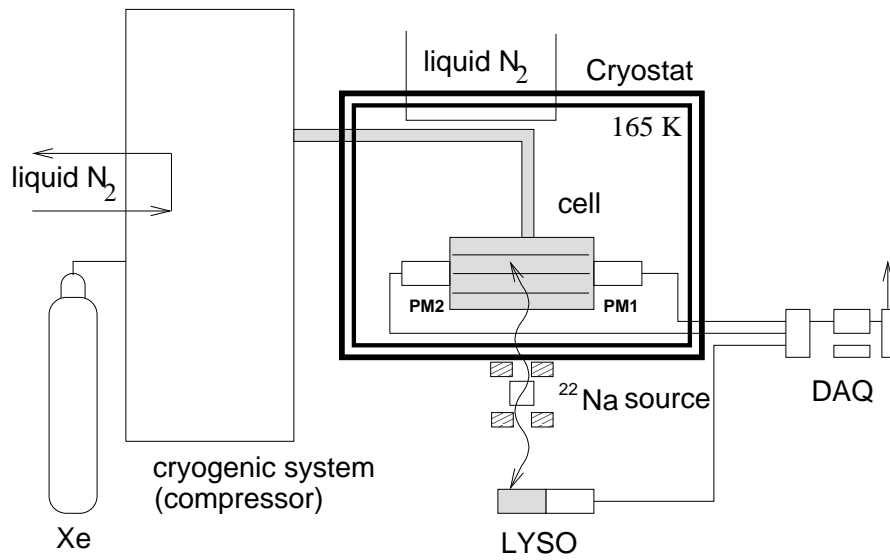 liquid N2
Cryostat
165 K
liquid N2
cell
PM2
PM1
22Na source
DAQ
cryogenic system
(compressor)
Xe
LYSO